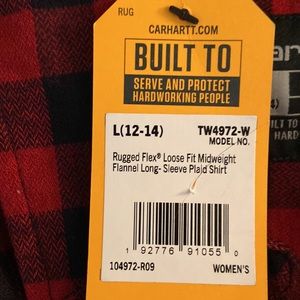 RUG
CARHARTT.COM
BUILT TO
SERVE AND PROTECT
HARDWORKING PEOPLE
L(12-14)
TW4972-W
MODEL NO.
Rugged Flex® Loose Fit Midweight
Flannel Long- Sleeve Plaid Shirt
1 92776 91055 0
104972-R09
WOMEN'S